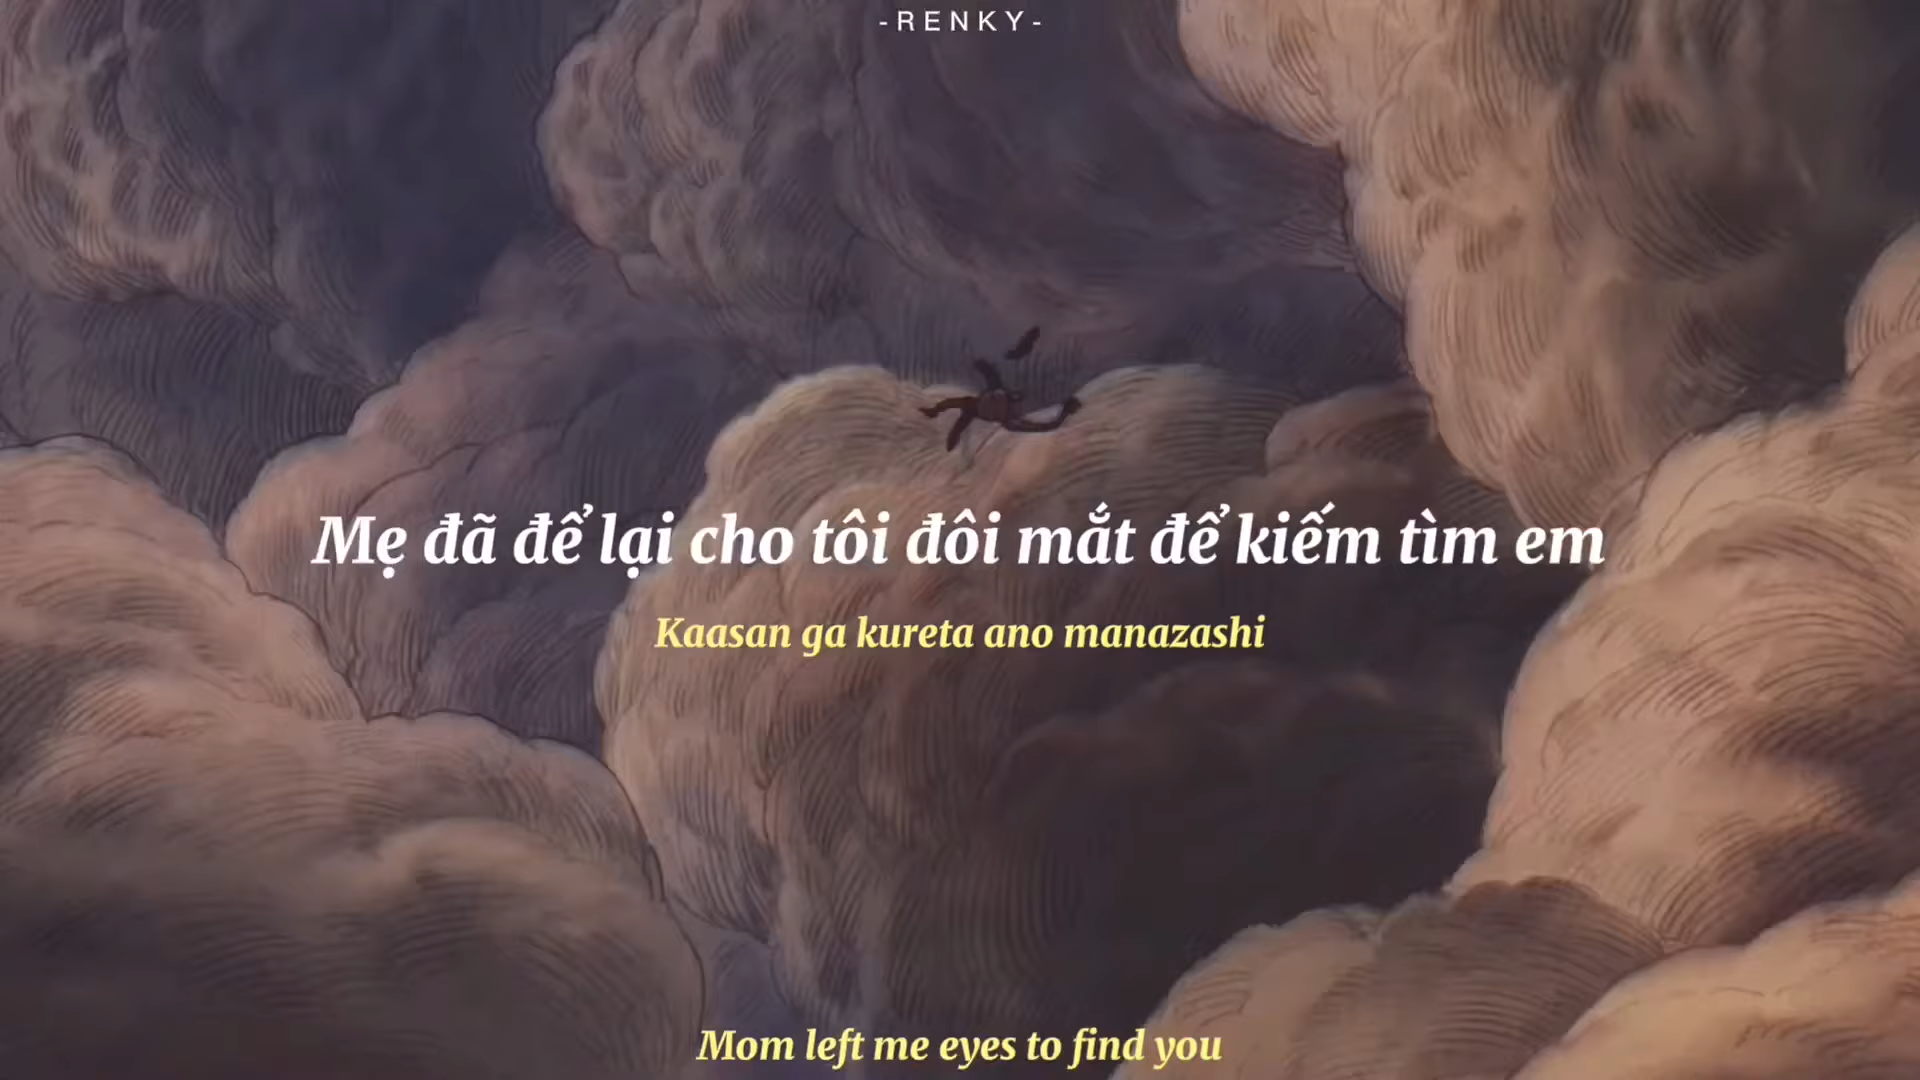 -RENKY-
Mẹ đã để lại cho tôi đôi mắt để kiếm tìm em
Kaasan ga kureta ano manazashi
Mom left me eyes to find you